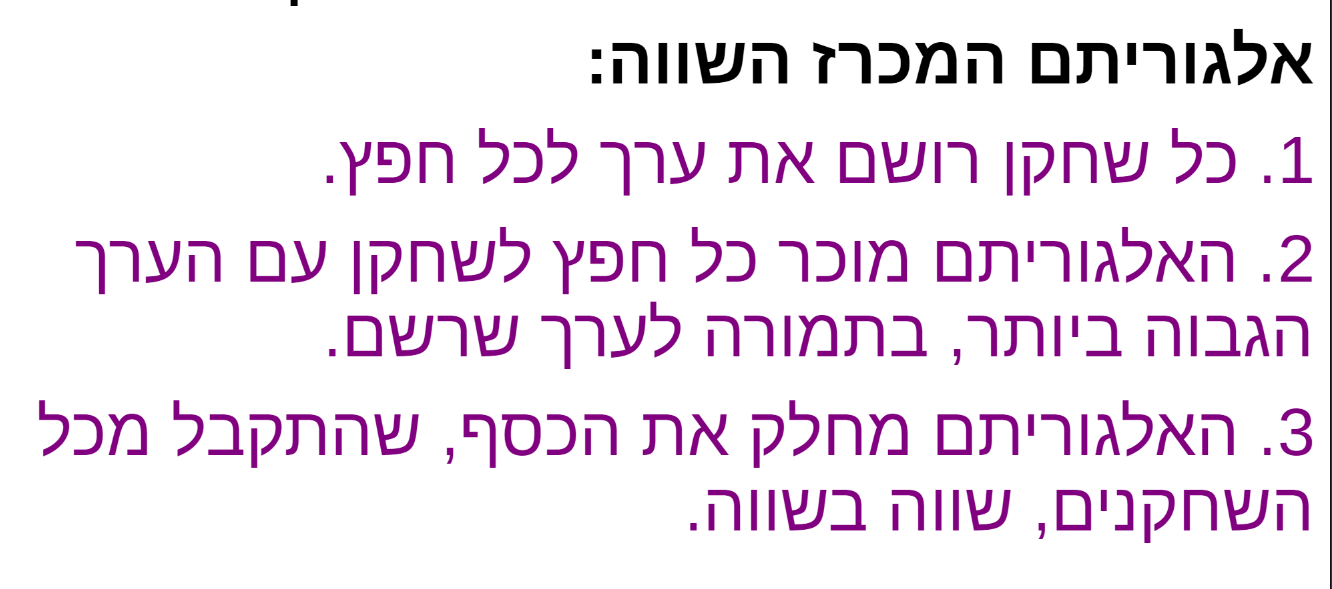 אלגוריתם המכרז השווה:
1. כל שחקן רושם את ערך לכל חפץ.
2. האלגוריתם מוכר כל חפץ לשחקן עם הערך
הגבוה ביותר, בתמורה לערך שרשם.
3. האלגוריתם מחלק את הכסף, שהתקבל מכל
השחקנים, שווה בשווה.